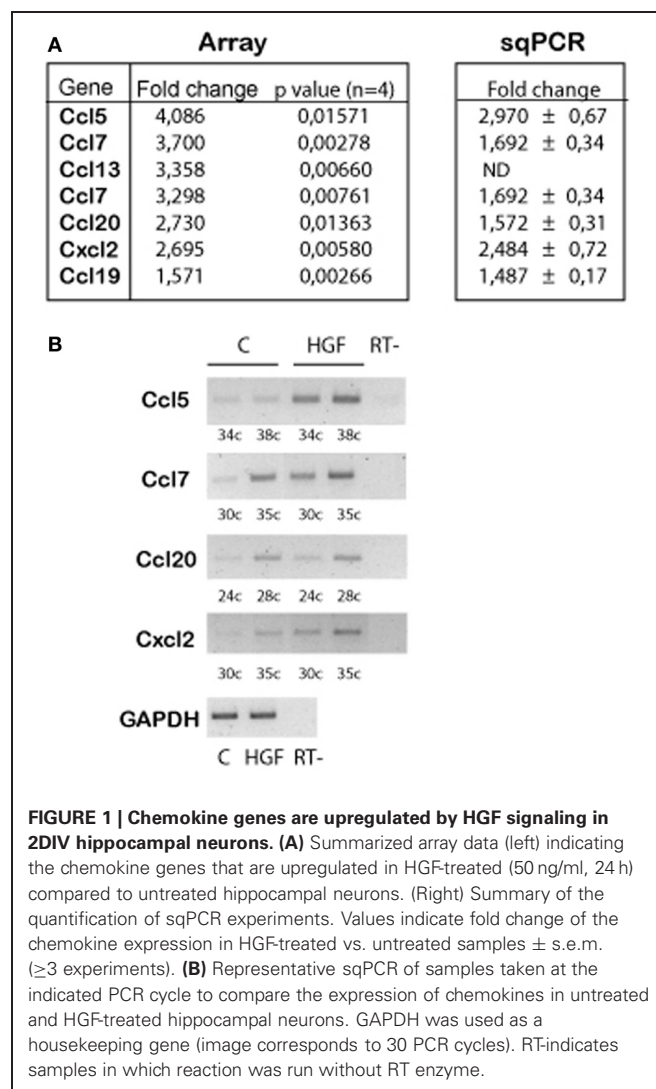 A Array sqPCR
Gene Fold change p value (n=4) Fold change
Ccl5 4,086 0,01571 2,970 ± 0,67
Ccl7 3,700 0,00278 1,692 ± 0,34
Ccl13 3,358 0,00660 ND
Ccl7 3,298 0,00761 1,692 ± 0,34
Ccl20 2,730 0,01363 1,572 ± 0,31
Cxcl2 2,695 0,00580 2,484 ± 0,72
Ccl19 1,571 0,00266 1,487 ± 0,17
B C HGF RT-
Ccl5
34c 38c 34c 38c
Ccl7
30c 35c 30c 35c
Ccl20
24c 28c 24c 28c
Cxcl2
30c 35c 30c 35c
GAPDH
C HGF RT-
FIGURE 1 | Chemokine genes are upregulated by HGF signaling in
2DIV hippocampal neurons. (A) Summarized array data (left) indicating
the chemokine genes that are upregulated in HGF-treated (50 ng/ml, 24 h)
compared to untreated hippocampal neurons. (Right) Summary of the
quantification of sqPCR experiments. Values indicate fold change of the
chemokine expression in HGF-treated vs. untreated samples ± s.e.m.
(≥3 experiments). (B) Representative sqPCR of samples taken at the
indicated PCR cycle to compare the expression of chemokines in untreated
and HGF-treated hippocampal neurons. GAPDH was used as a
housekeeping gene (image corresponds to 30 PCR cycles). RT-indicates
samples in which reaction was run without RT enzyme.